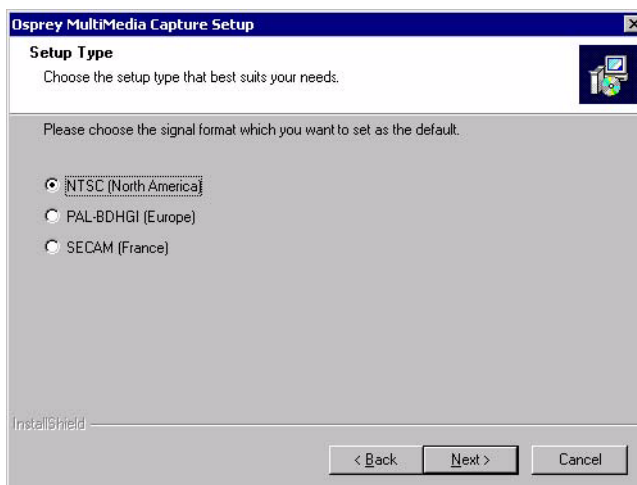 Osprey MultiMedia Capture Setup
Setup Type
Choose the setup type that best suits your needs.
Please choose the signal format which you want to set as the default.
NTSC (North America)
PAL-BDHGI (Europe)
SECAM (France)
InstallShield
< Back Next > Cancel